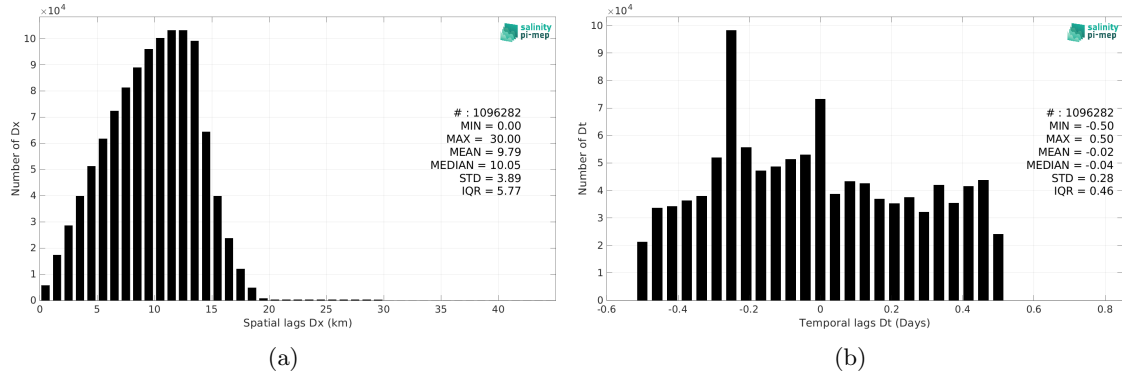 ×10⁴
10
9
8
7
6
5
4
3
2
1
0
Number of Dx
salinity
pi-mep
# : 1096282
MIN = 0.00
MAX = 30.00
MEAN = 9.79
MEDIAN = 10.05
STD = 3.89
IQR = 5.77
0 5 10 15 20 25 30 35 40
Spatial lags Dx (km)
(a)
×10⁴
10
9
8
7
6
5
4
3
2
1
0
Number of Dt
salinity
pi-mep
# : 1096282
MIN = -0.50
MAX = 0.50
MEAN = -0.02
MEDIAN = -0.04
STD = 0.28
IQR = 0.46
-0.6 -0.4 -0.2 0 0.2 0.4 0.6 0.8
Temporal lags Dt (Days)
(b)